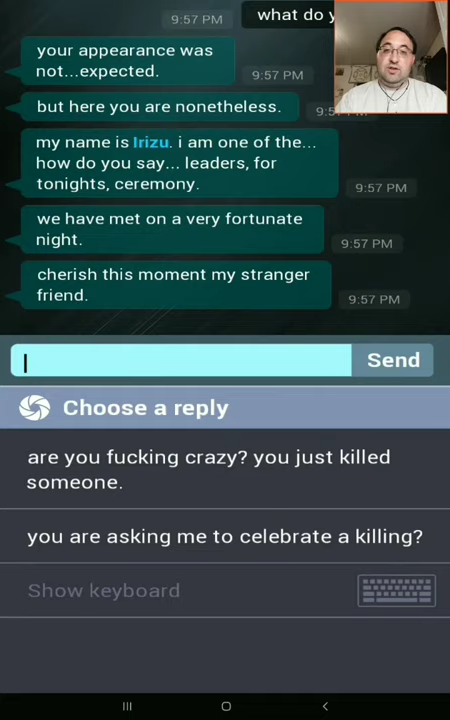 9:57 PM
what do y
your appearance was
not...expected.
9:57 PM
but here you are nonetheless.
my name is Irizu. i am one of the...
how do you say... leaders, for
tonights, ceremony.
9:57 PM
we have met on a very fortunate
night.
9:57 PM
cherish this moment my stranger
friend.
9:57 PM
Send
Choose a reply
are you fucking crazy? you just killed
someone.
you are asking me to celebrate a killing?
Show keyboard